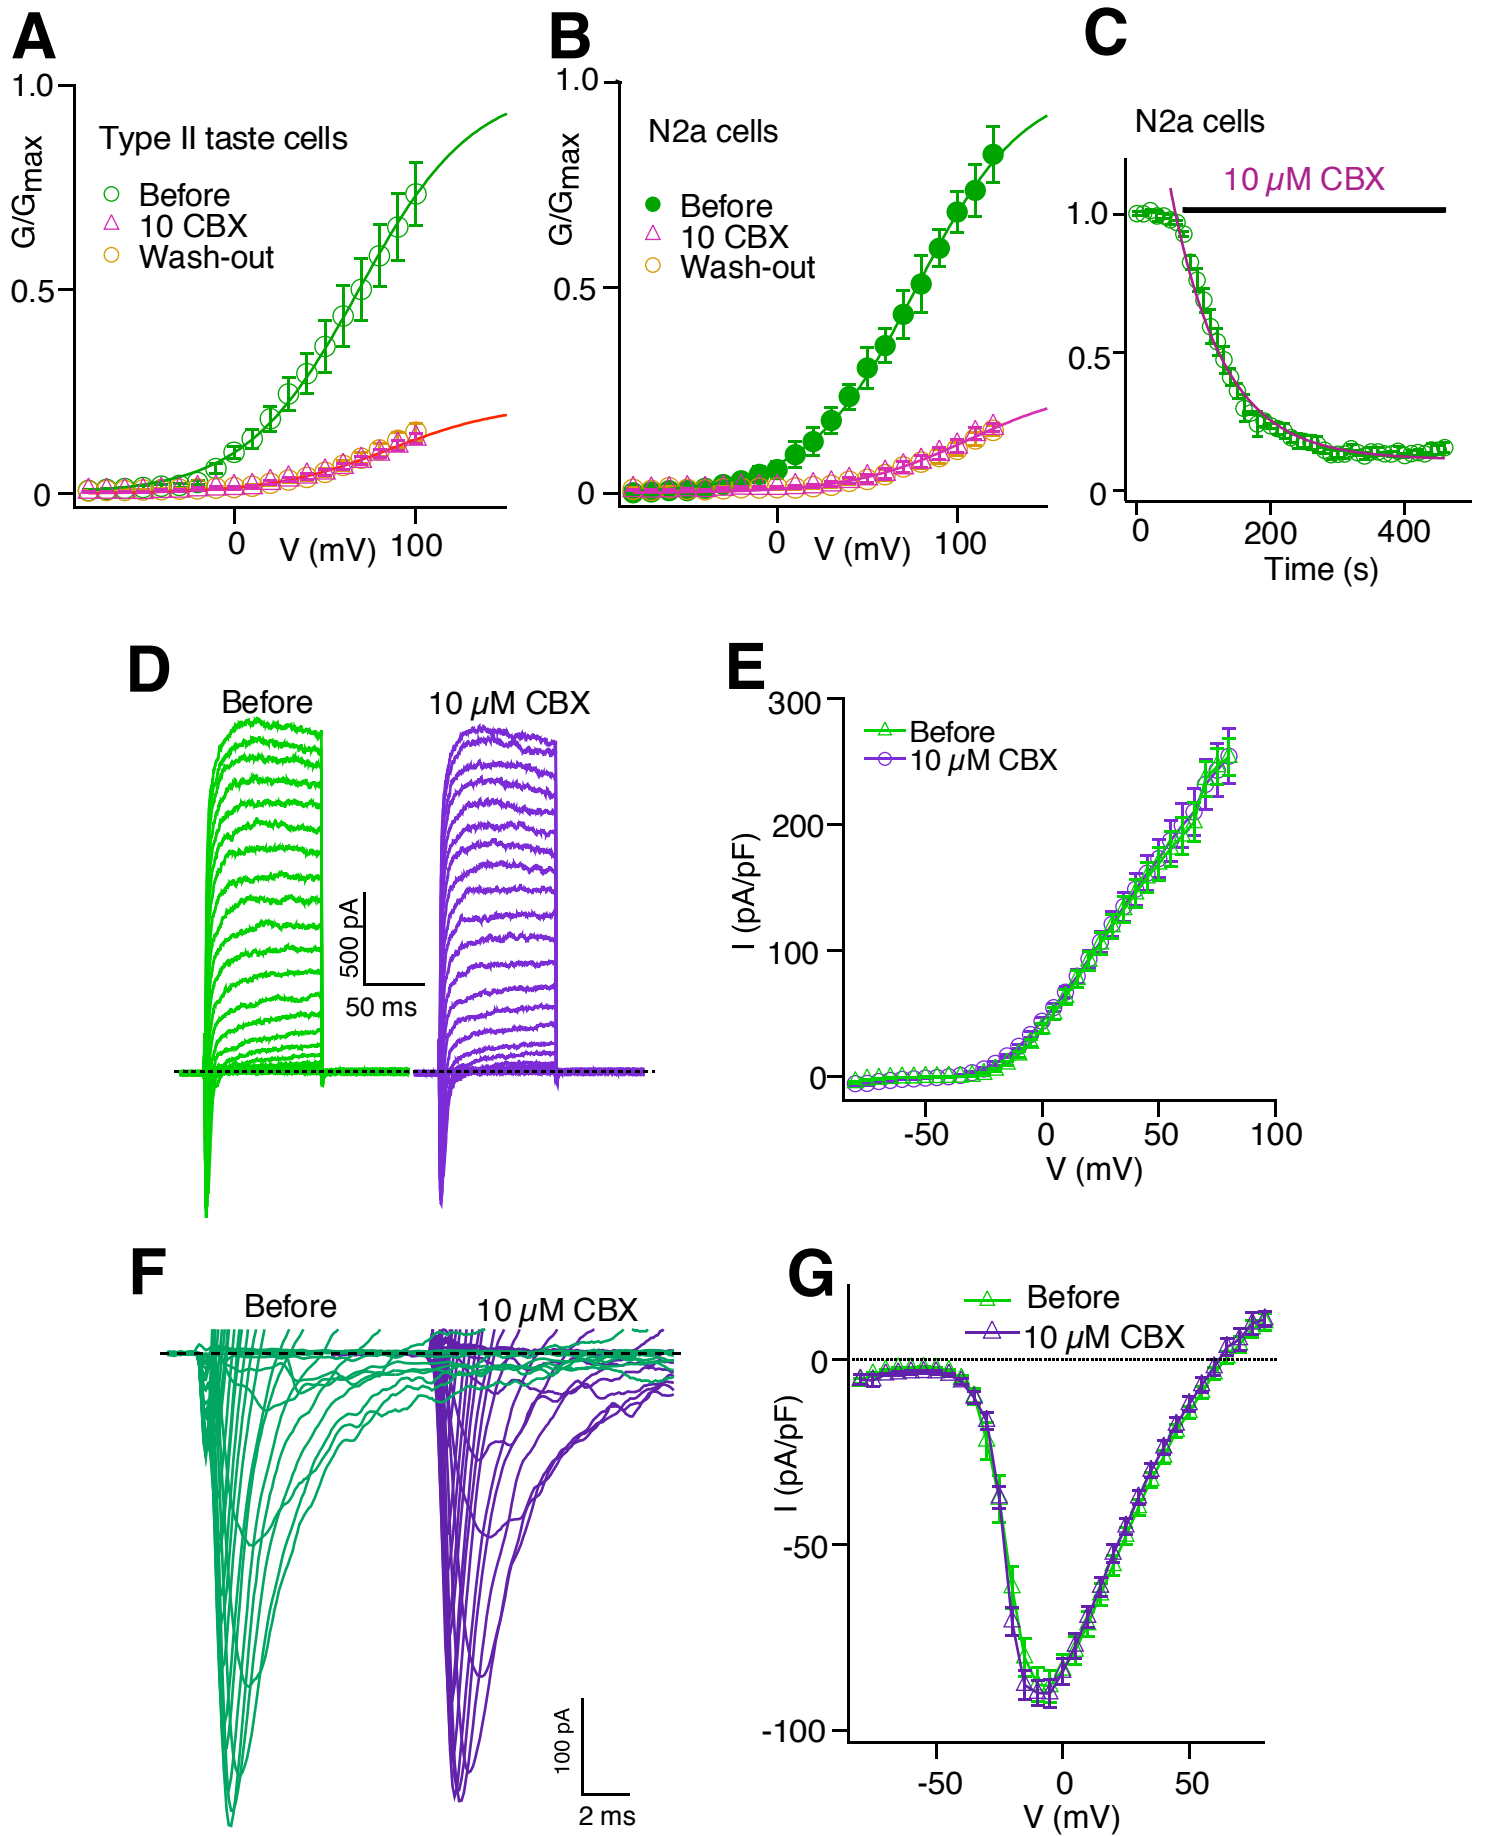 A
1.0
G/Gmax
Type II taste cells
Before
10 CBX
Wash-out
0.5
0
0
V (mV)
100
B
1.0
G/Gmax
N2a cells
Before
10 CBX
Wash-out
0.5
0
0
V (mV)
100
C
N2a cells
10 µM CBX
1.0
0.5
0
0
200
400
Time (s)
D
Before
10 µM CBX
500 pA
50 ms
E
300
Before
10 µM CBX
200
I (pA/pF)
100
0
-50
0
50
100
V (mV)
F
Before
10 µM CBX
100 pA
2 ms
G
Before
10 µM CBX
0
I (pA/pF)
-50
-100
-50
0
50
V (mV)